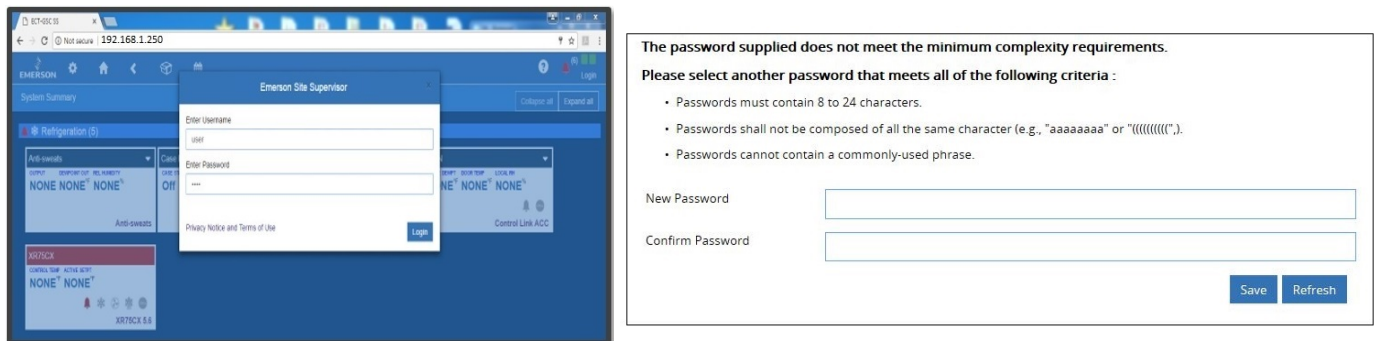 ECT-GSC SS
Not secure 192.168.1.250
EMERSON
Login
System Summary
Collapse all Expand all
Refrigeration (5)
Anti-sweats
NONE NONE NONE
Anti-sweats
Case
Off
NONE NONE
Control Link ACC
XR75CX
CONTROL TEMP ACTIVE SETPT
NONE NONE
XR75CX 5.6
Emerson Site Supervisor
Enter Username
user
Enter Password
••••
Privacy Notice and Terms of Use
Login
The password supplied does not meet the minimum complexity requirements.
Please select another password that meets all of the following criteria :
• Passwords must contain 8 to 24 characters.
• Passwords shall not be composed of all the same character (e.g., "aaaaaaaa" or "((((((((((",).
• Passwords cannot contain a commonly-used phrase.
New Password
Confirm Password
Save Refresh